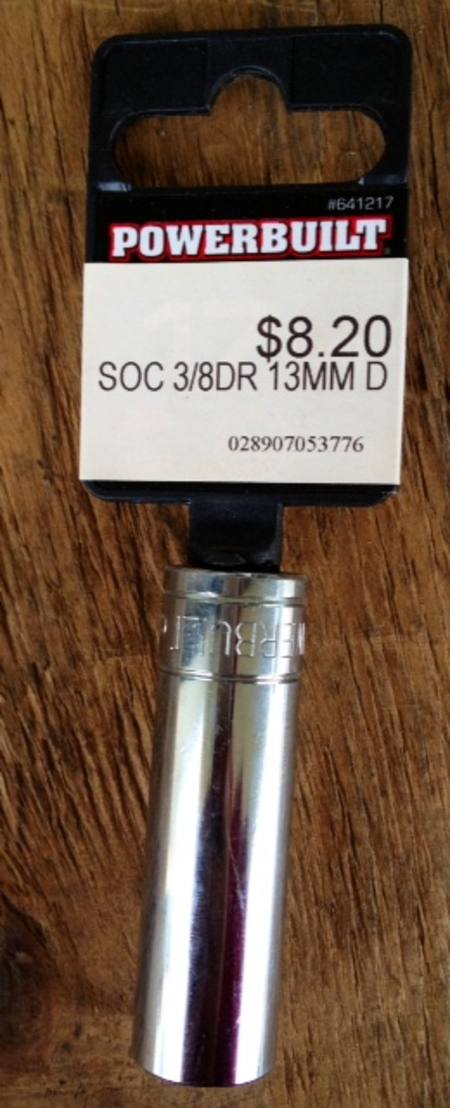 #641217
POWERBUILT
$8.20
SOC 3/8DR 13MM D
028907053776